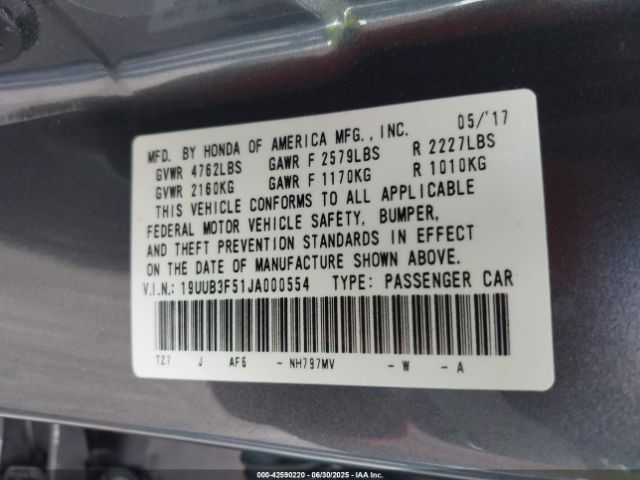 MFD. BY HONDA OF AMERICA MFG., INC. 05/'17
GVWR 4762LBS GAWR F 2579LBS R 2227LBS
GVWR 2160KG GAWR F 1170KG R 1010KG
THIS VEHICLE CONFORMS TO ALL APPLICABLE
FEDERAL MOTOR VEHICLE SAFETY, BUMPER,
AND THEFT PREVENTION STANDARDS IN EFFECT
ON THE DATE OF MANUFACTURE SHOWN ABOVE.
V.I.N.: 19UUB3F51JA000554 TYPE: PASSENGER CAR
TZ7 J AF6 - NH797MV - W - A
000-42590220 - 06/30/2025 - IAA Inc.